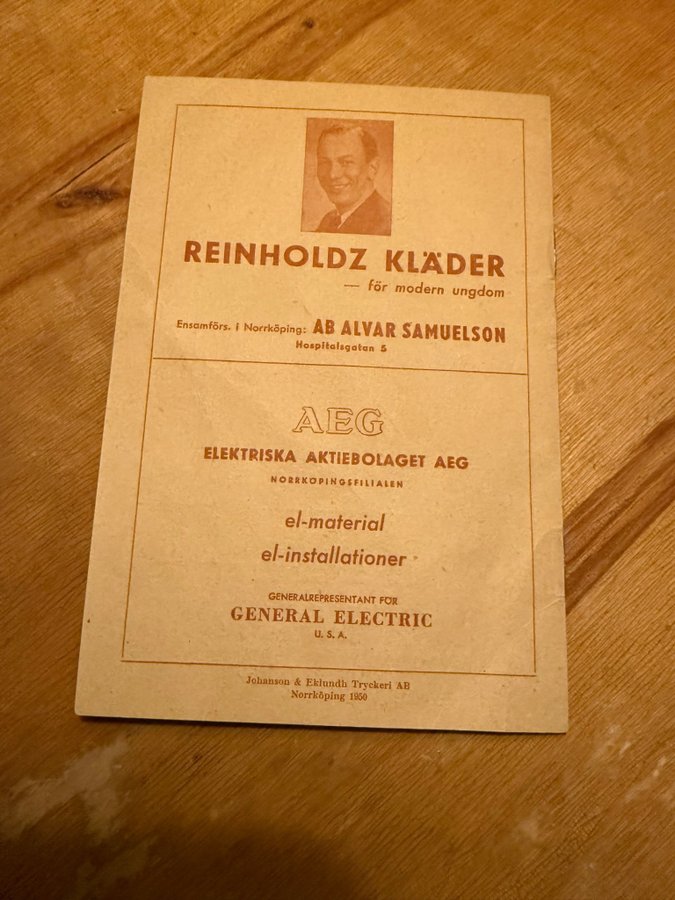 REINHOLDZ KLÄDER
— för modern ungdom
Ensamförs. i Norrköping: AB ALVAR SAMUELSON
Hospitalsgatan 5
AEG
ELEKTRISKA AKTIEBOLAGET AEG
NORRKÖPINGSFILIALEN
el-material
el-installationer
GENERALREPRESENTANT FÖR
GENERAL ELECTRIC
U. S. A.
Johanson & Eklundh Tryckeri AB
Norrköping 1950